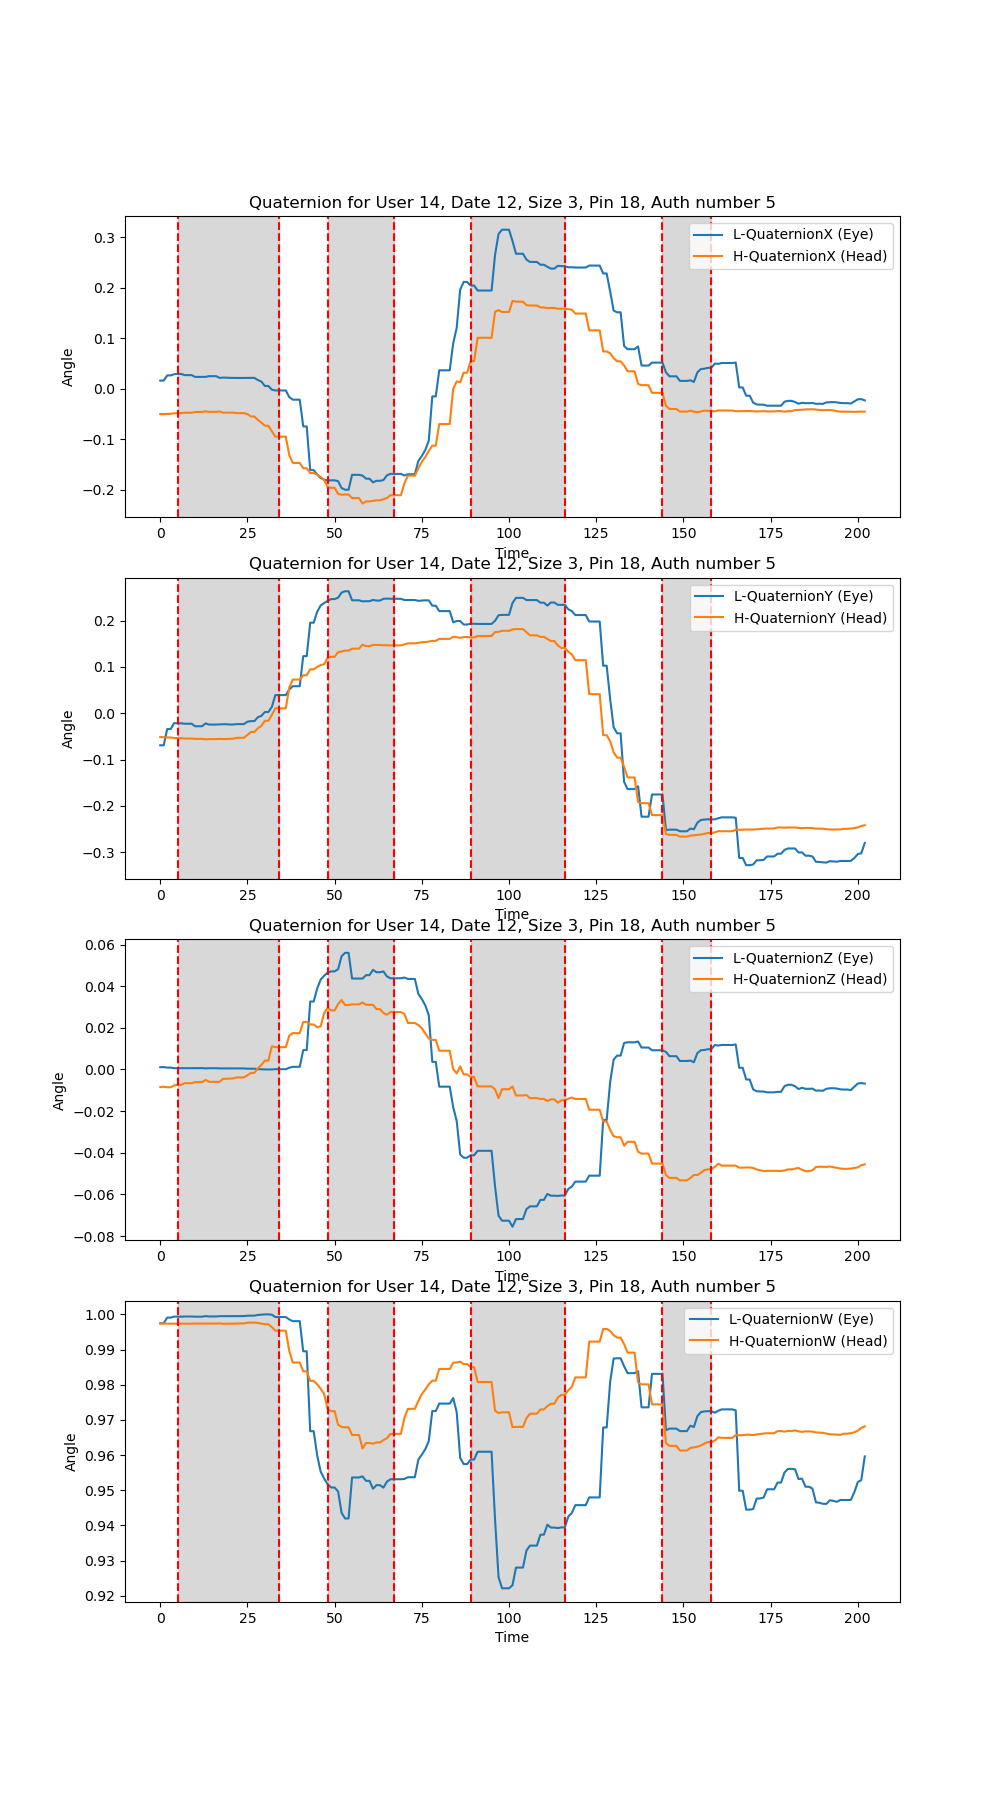 Quaternion for User 14, Date 12, Size 3, Pin 18, Auth number 5
L-QuaternionX (Eye)
H-QuaternionX (Head)
Angle
0.3
0.2
0.1
0.0
−0.1
−0.2
0 25 50 75 100 125 150 175 200
Time
Quaternion for User 14, Date 12, Size 3, Pin 18, Auth number 5
L-QuaternionY (Eye)
H-QuaternionY (Head)
Angle
0.2
0.1
0.0
−0.1
−0.2
−0.3
0 25 50 75 100 125 150 175 200
Time
Quaternion for User 14, Date 12, Size 3, Pin 18, Auth number 5
L-QuaternionZ (Eye)
H-QuaternionZ (Head)
Angle
0.06
0.04
0.02
0.00
−0.02
−0.04
−0.06
−0.08
0 25 50 75 100 125 150 175 200
Time
Quaternion for User 14, Date 12, Size 3, Pin 18, Auth number 5
L-QuaternionW (Eye)
H-QuaternionW (Head)
Angle
1.00
0.99
0.98
0.97
0.96
0.95
0.94
0.93
0.92
0 25 50 75 100 125 150 175 200
Time